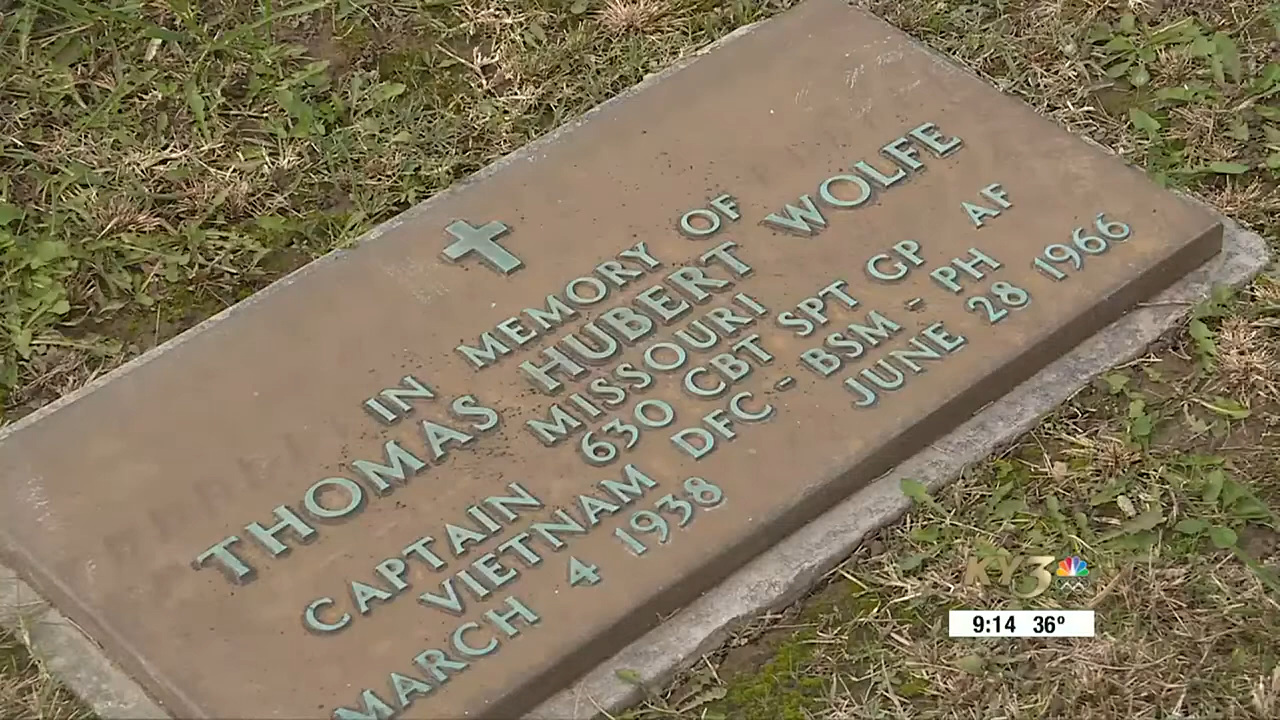 IN MEMORY OF
THOMAS HUBERT WOLFE
MISSOURI
CAPTAIN 630 CBT SPT GP AF
VIETNAM DFC - BSM - PH
MARCH 4 1938 JUNE 28 1966
KY3
9:14 36°